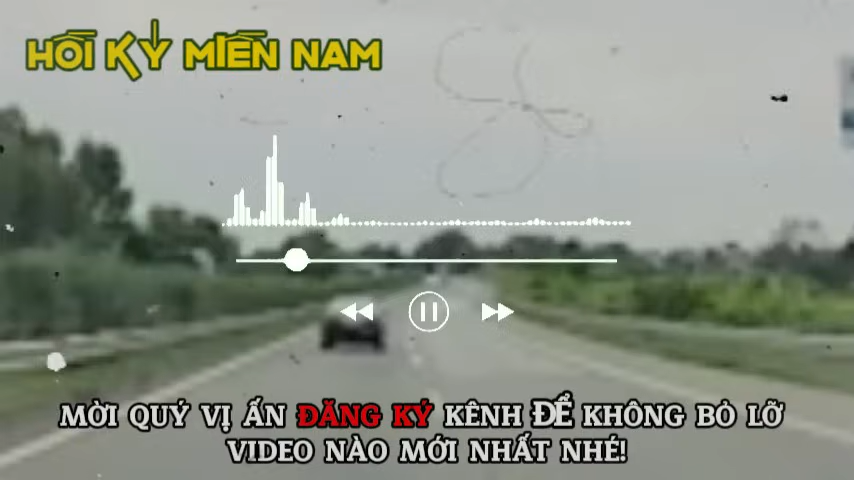 HỒI KÝ MIỀN NAM
MỜI QUÝ VỊ ẤN ĐĂNG KÝ KÊNH ĐỂ KHÔNG BỎ LỠ
VIDEO NÀO MỚI NHẤT NHÉ!